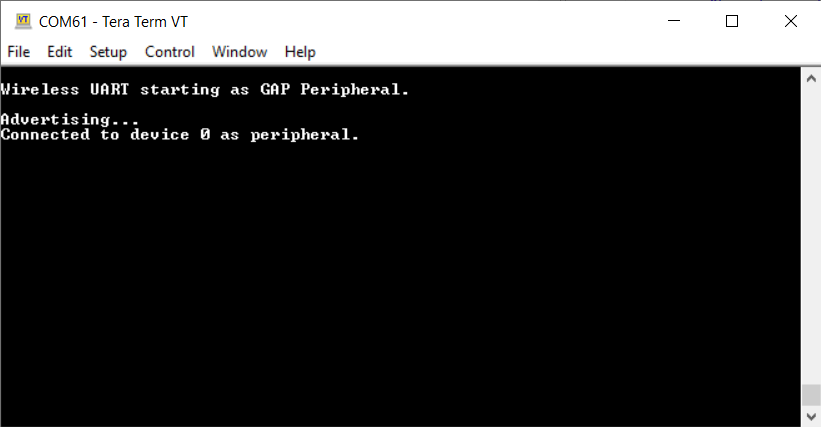 VT
COM61 - Tera Term VT
File Edit Setup Control Window Help
Wireless UART starting as GAP Peripheral.
Advertising...
Connected to device 0 as peripheral.